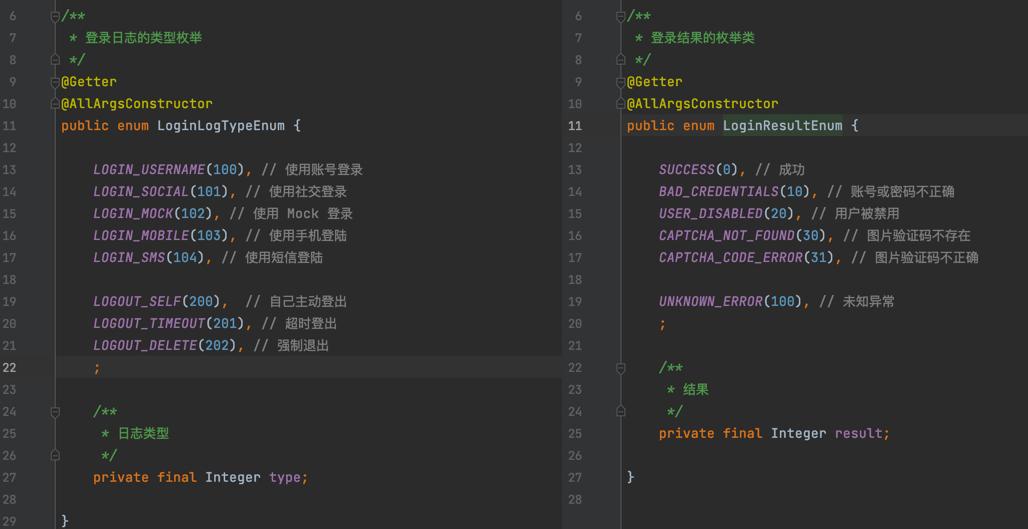 6 /**
7  * 登录日志的类型枚举
8  */
9 @Getter
10 @AllArgsConstructor
11 public enum LoginLogTypeEnum {
12
13     LOGIN_USERNAME(100), // 使用账号登录
14     LOGIN_SOCIAL(101), // 使用社交登录
15     LOGIN_MOCK(102), // 使用 Mock 登录
16     LOGIN_MOBILE(103), // 使用手机登陆
17     LOGIN_SMS(104), // 使用短信登陆
18
19     LOGOUT_SELF(200),  // 自己主动登出
20     LOGOUT_TIMEOUT(201), // 超时登出
21     LOGOUT_DELETE(202), // 强制退出
22     ;
23
24     /**
25      * 日志类型
26      */
27     private final Integer type;
28
29 }
6 /**
7  * 登录结果的枚举类
8  */
9 @Getter
10 @AllArgsConstructor
11 public enum LoginResultEnum {
12
13     SUCCESS(0), // 成功
14     BAD_CREDENTIALS(10), // 账号或密码不正确
15     USER_DISABLED(20), // 用户被禁用
16     CAPTCHA_NOT_FOUND(30), // 图片验证码不存在
17     CAPTCHA_CODE_ERROR(31), // 图片验证码不正确
18
19     UNKNOWN_ERROR(100), // 未知异常
20     ;
21
22     /**
23      * 结果
24      */
25     private final Integer result;
26
27 }
28